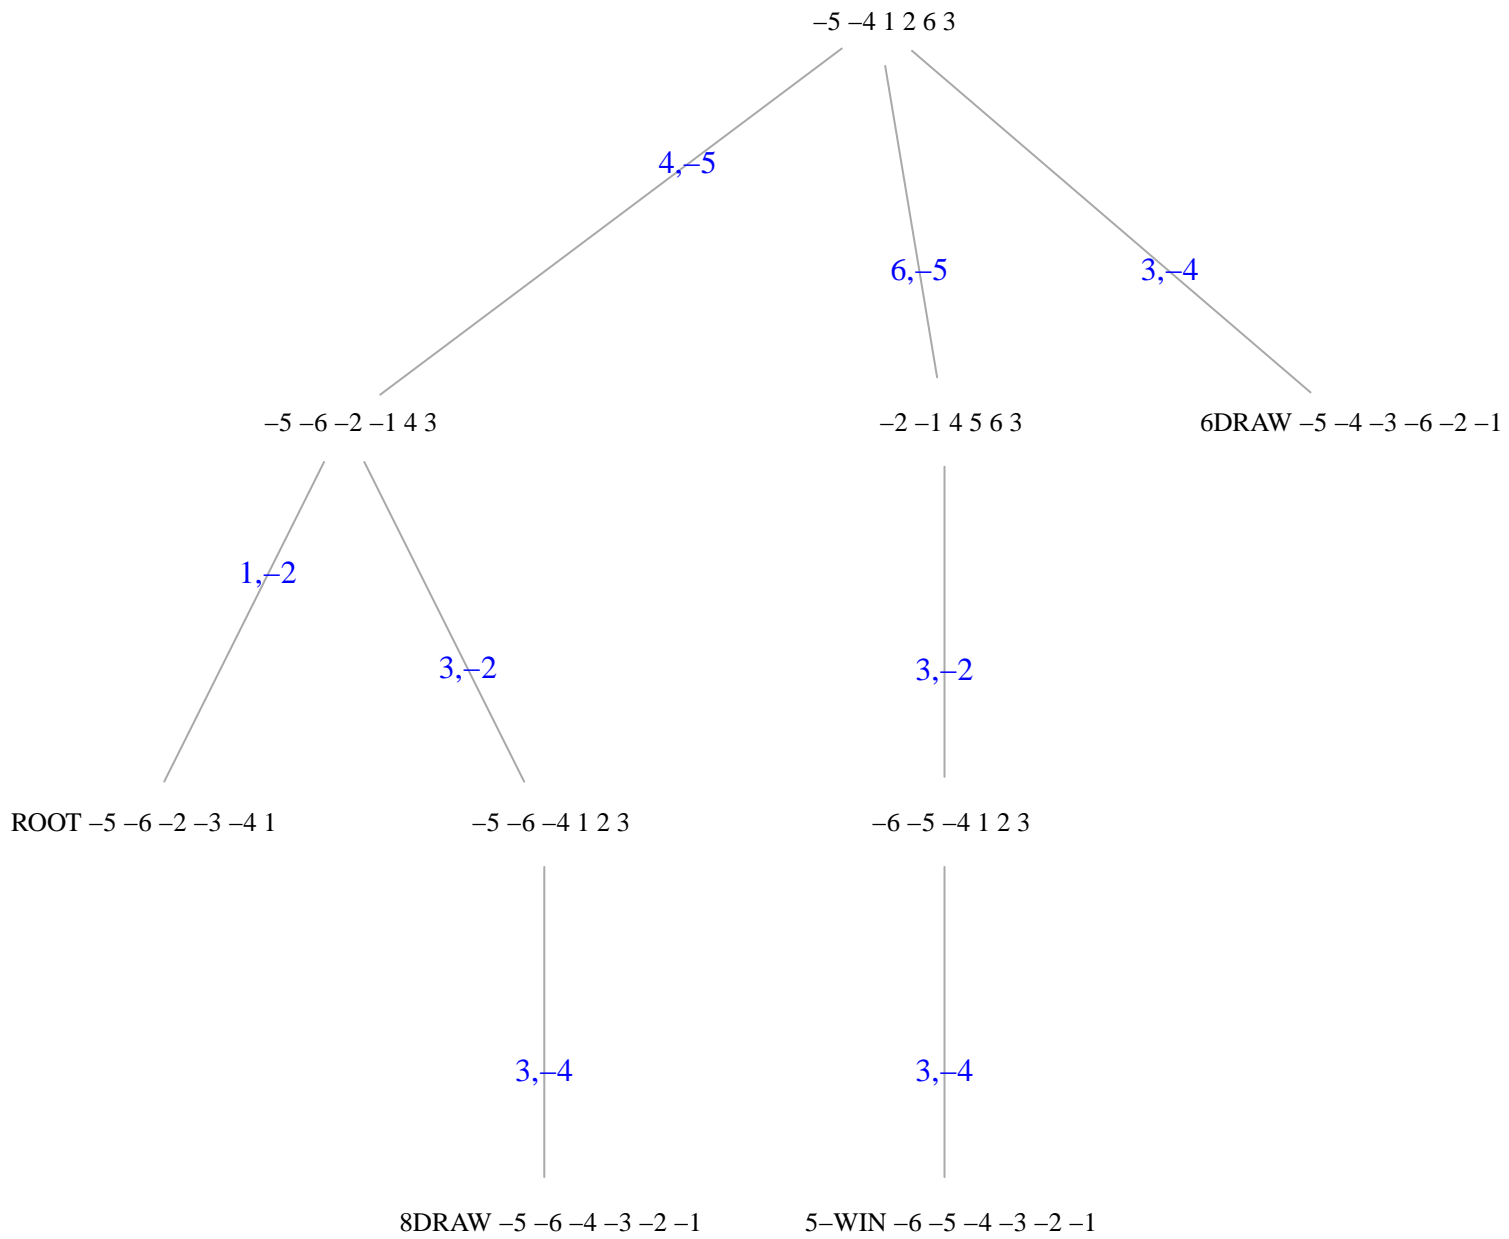 –5 –4 1 2 6 3
4,–5
6,–5
3,–4
–5 –6 –2 –1 4 3
–2 –1 4 5 6 3
6DRAW –5 –4 –3 –6 –2 –1
1,–2
3,–2
3,–2
ROOT –5 –6 –2 –3 –4 1
–5 –6 –4 1 2 3
–6 –5 –4 1 2 3
3,–4
3,–4
8DRAW –5 –6 –4 –3 –2 –1
5–WIN –6 –5 –4 –3 –2 –1